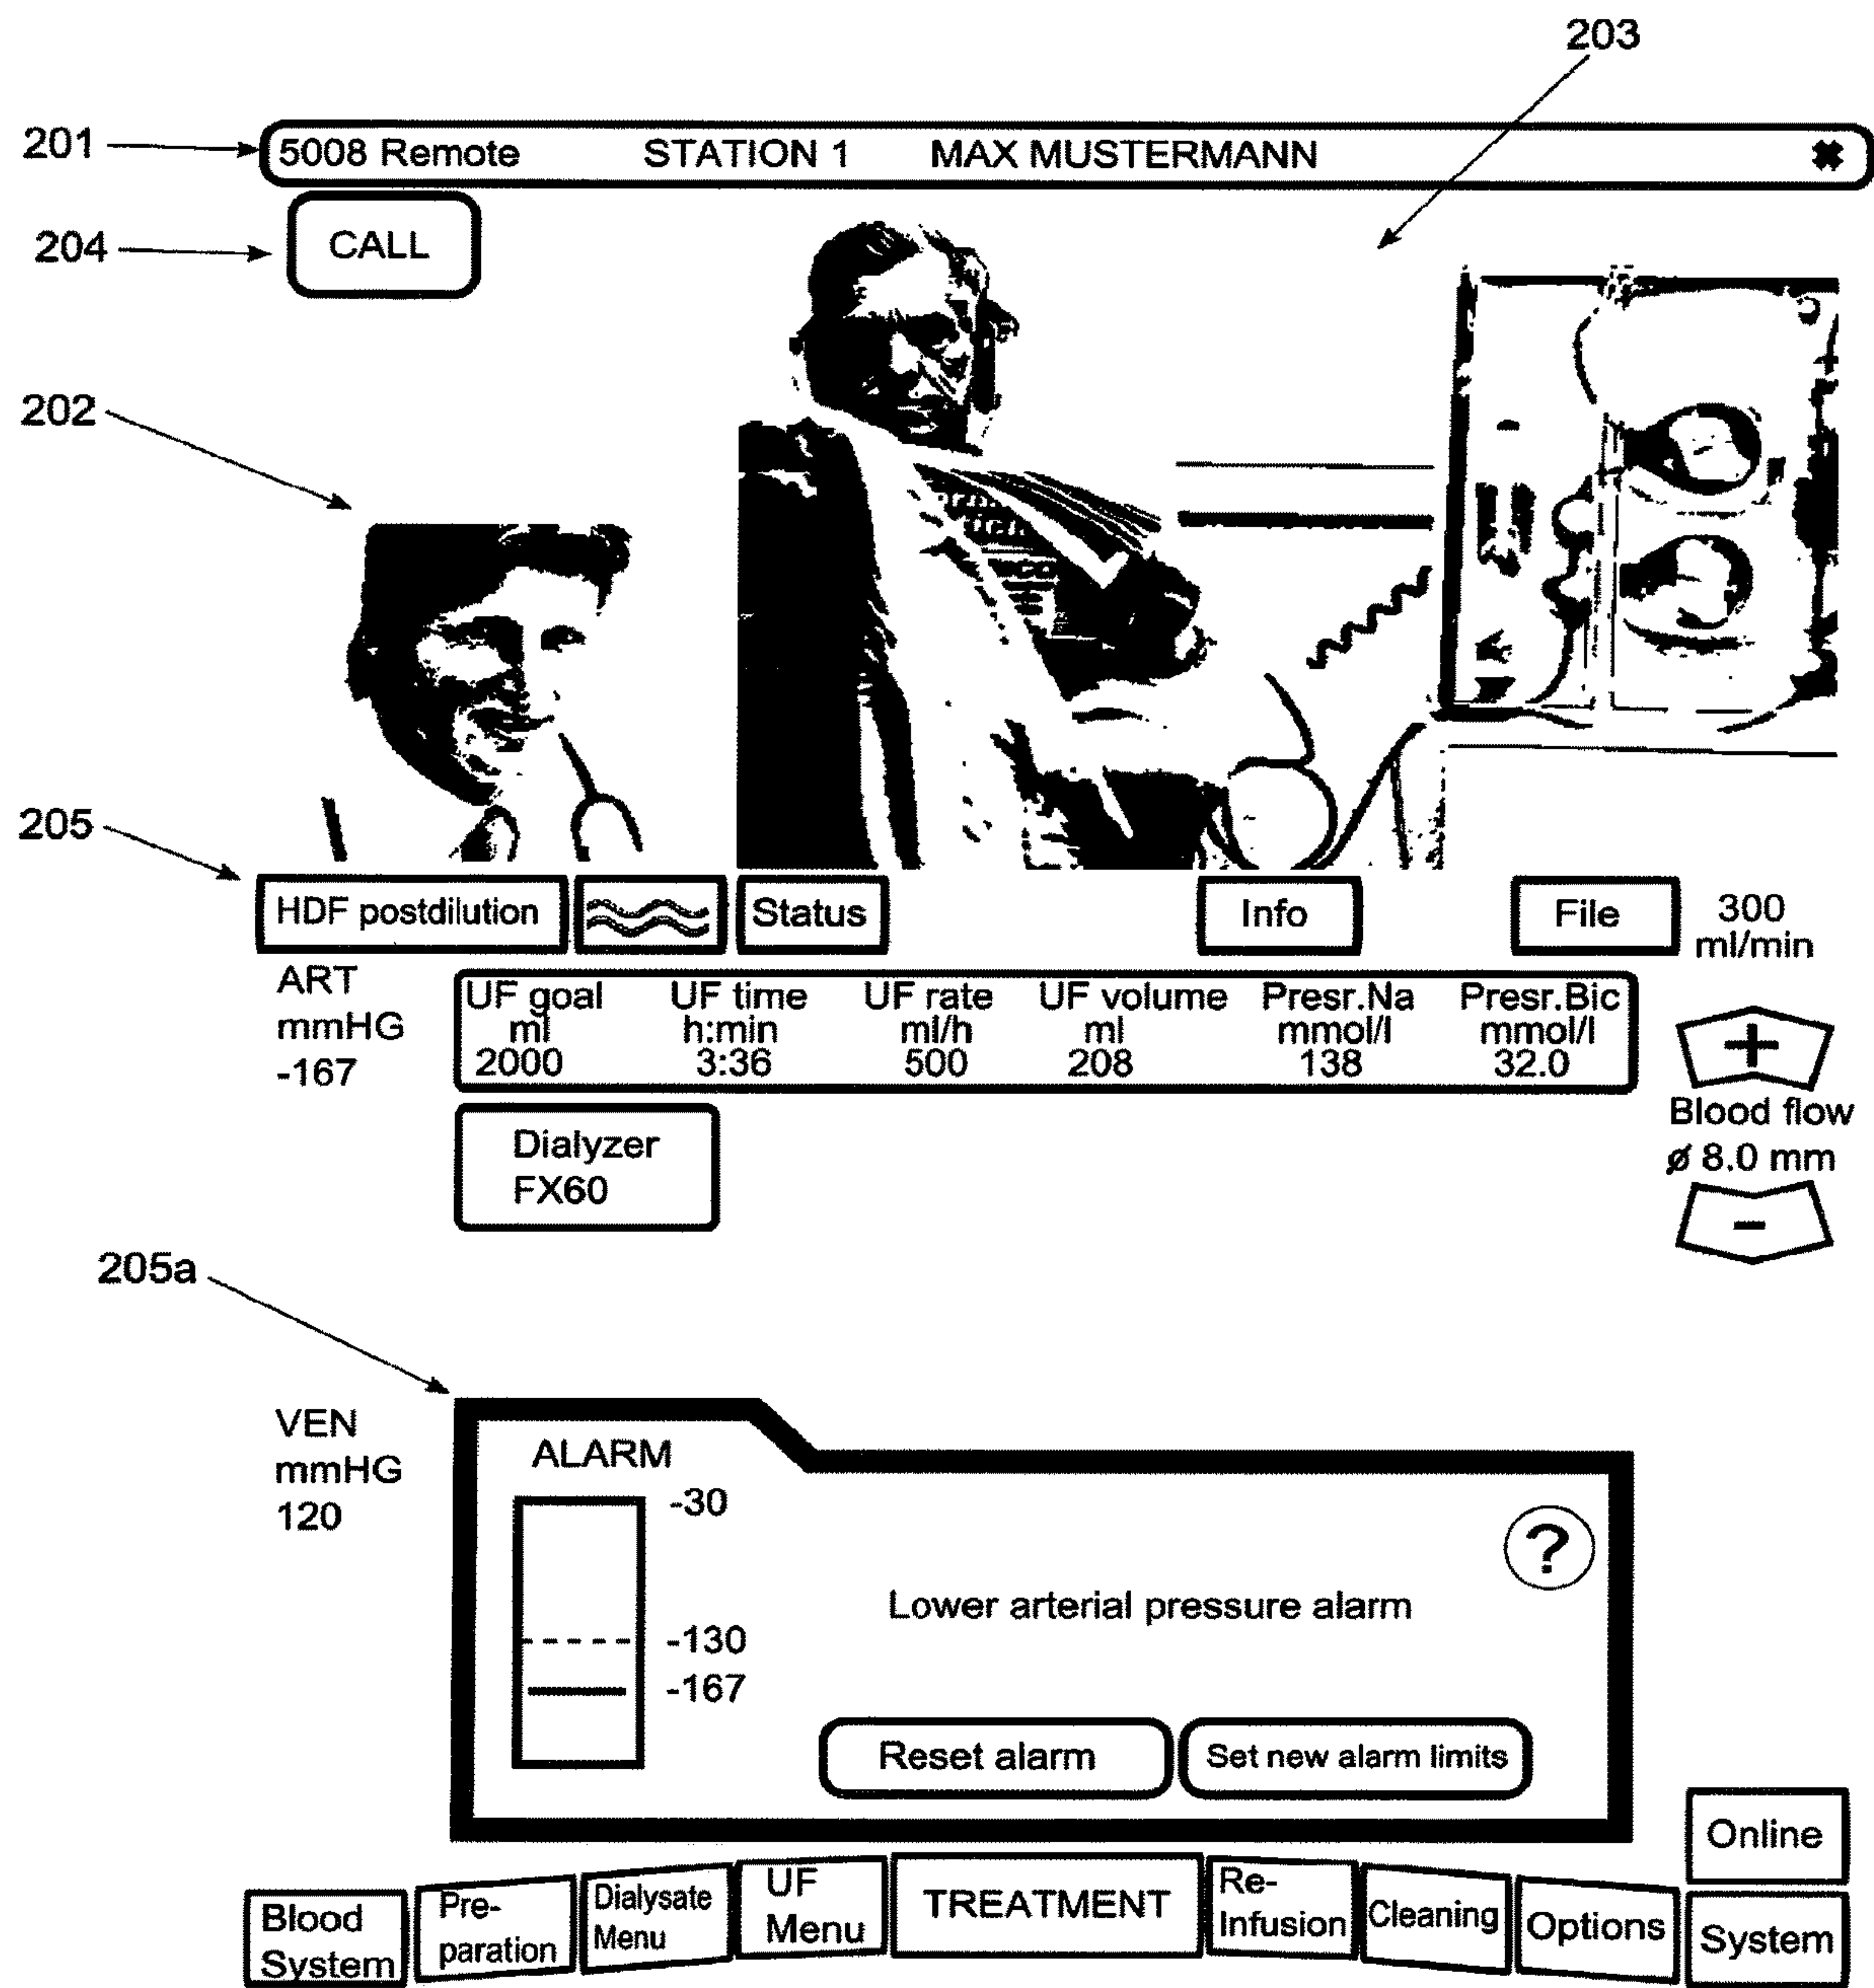 203
201
5008 Remote STATION 1 MAX MUSTERMANN ✖
204
CALL
202
205
HDF postdilution Status Info File 300
ml/min
ART
mmHG
-167
UF goal UF time UF rate UF volume Presr.Na Presr.Bic
ml h:min ml/h ml mmol/l mmol/l
2000 3:36 500 208 138 32.0
+
Blood flow
ø 8.0 mm
-
Dialyzer
FX60
205a
VEN
mmHG
120
ALARM
-30
?
Lower arterial pressure alarm
-130
-167
Reset alarm Set new alarm limits
Online
Blood
System
Pre-
paration
Dialysate
Menu
UF
Menu
TREATMENT
Re-
Infusion
Cleaning
Options
System